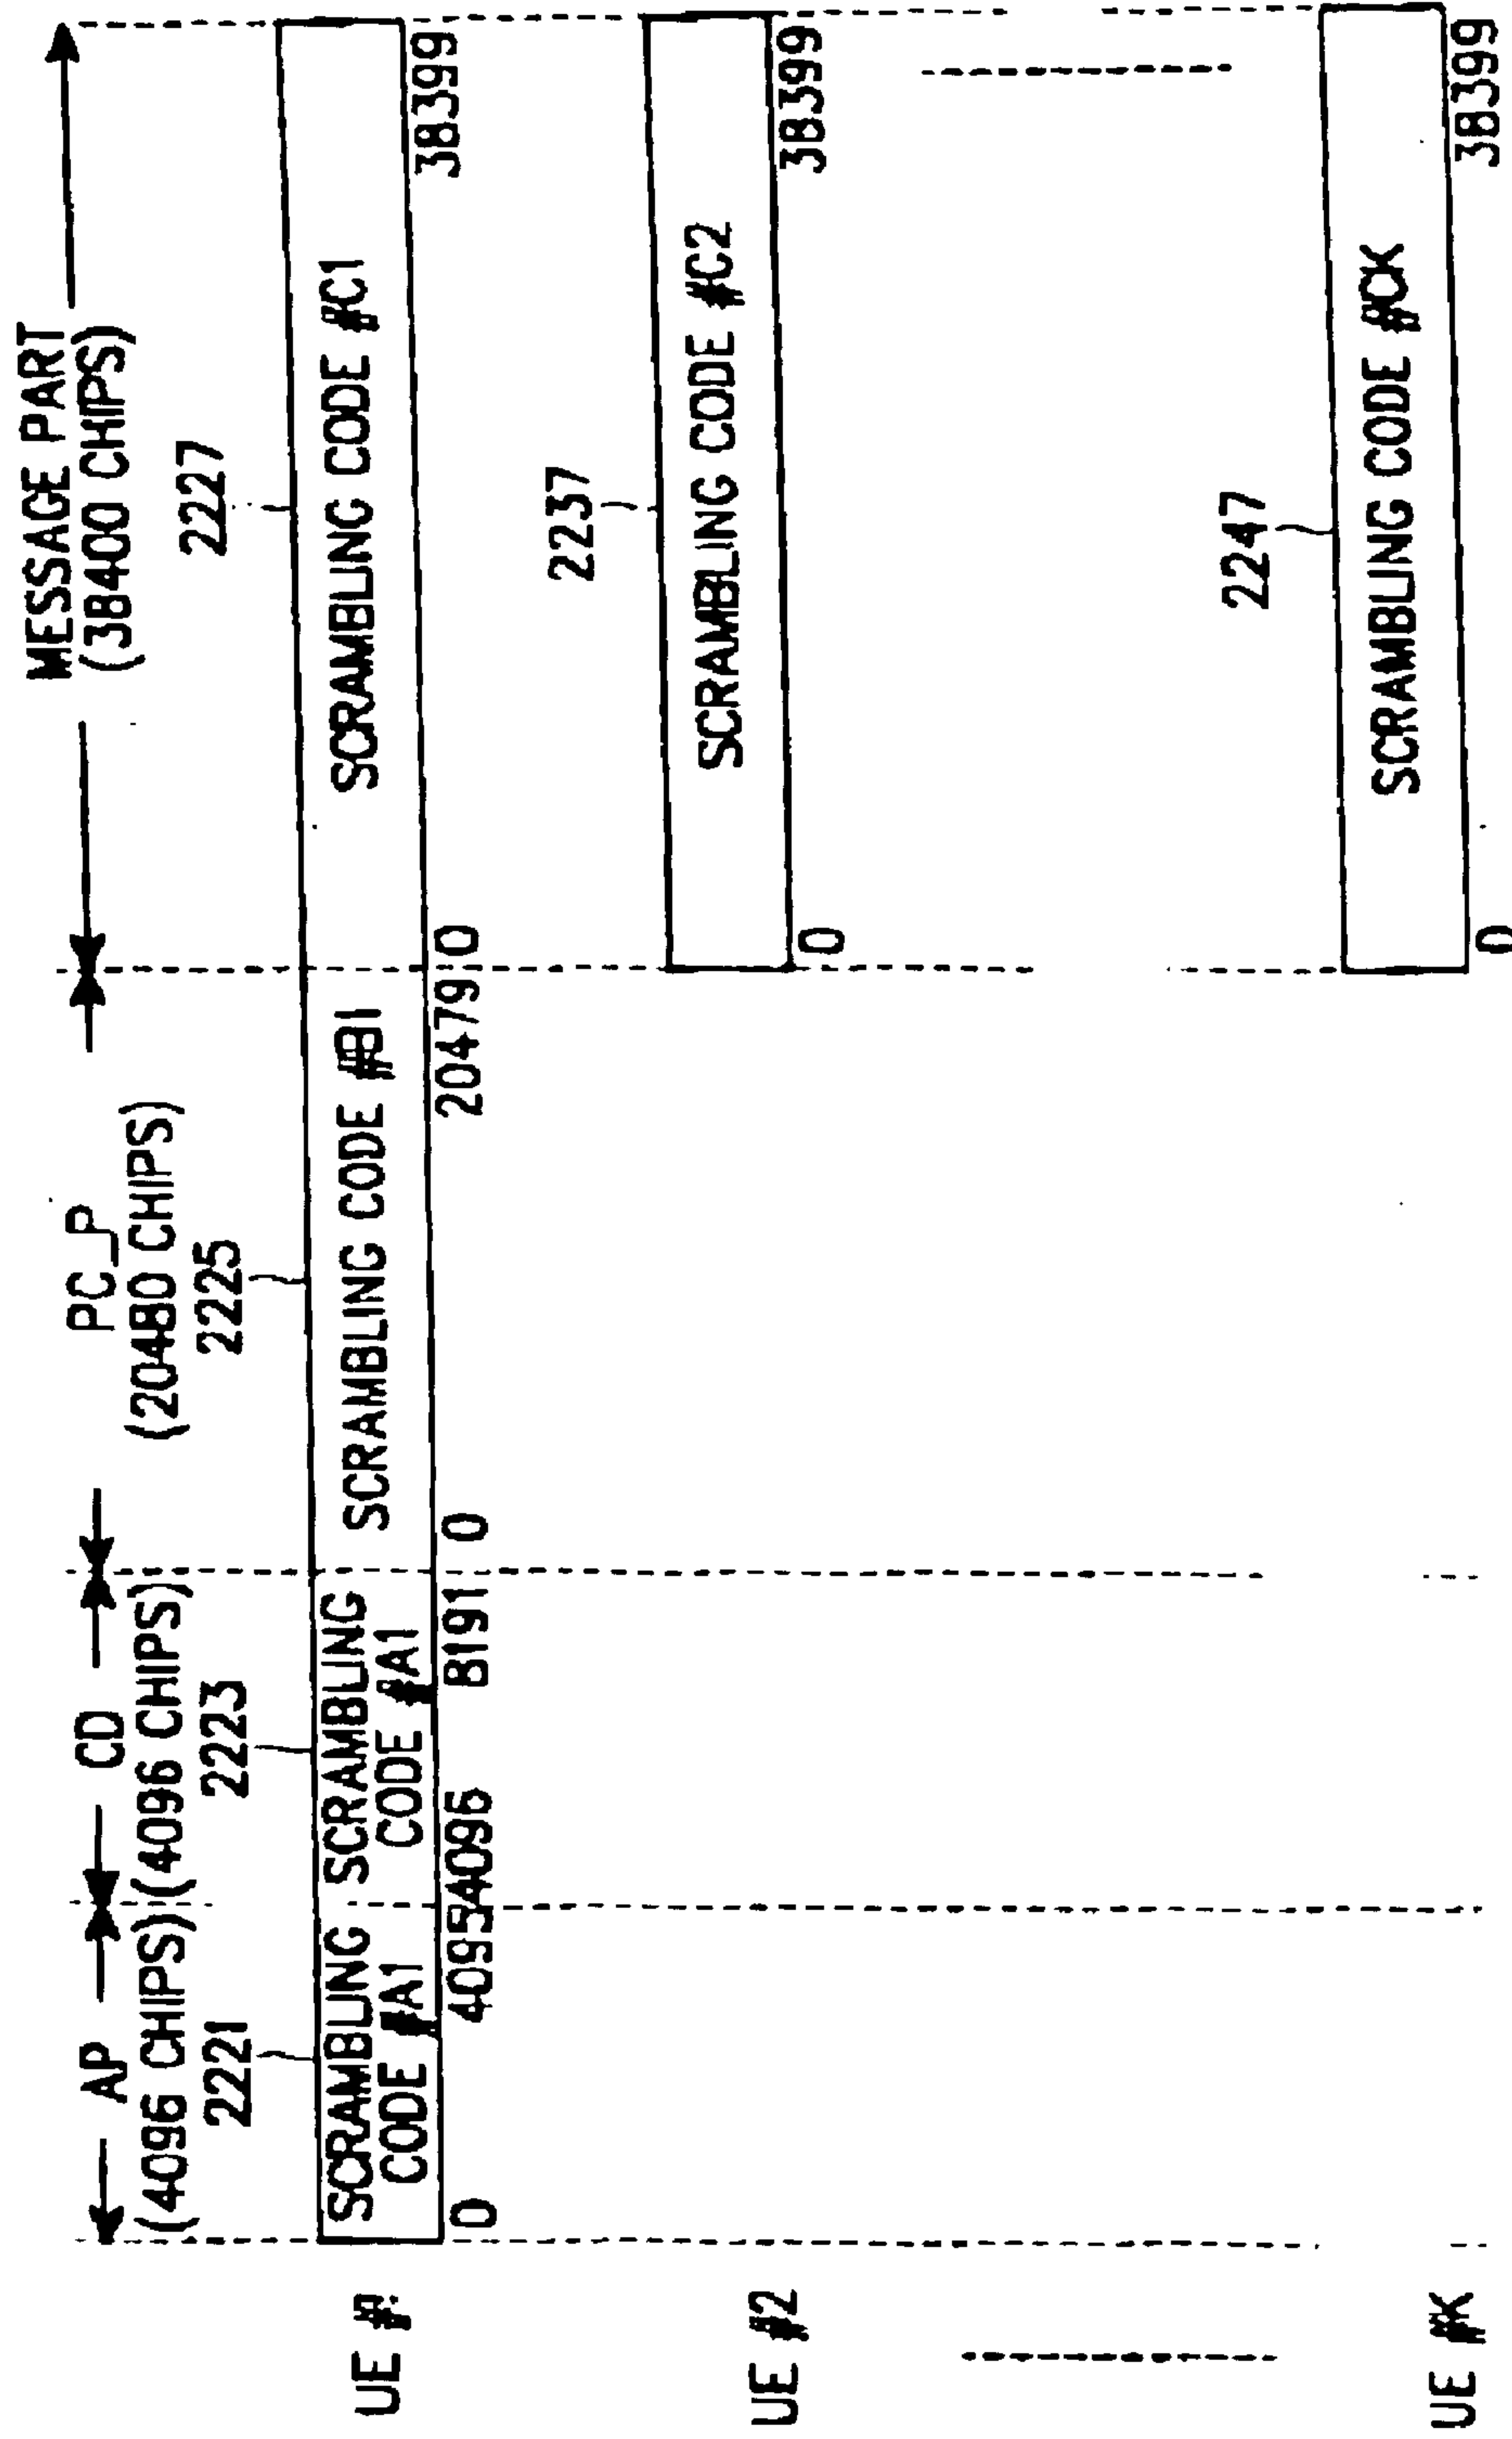 AP
CD
PC_P
MESSAGE PART
(4096 CHIPS)
(4096 CHIPS)
(20480 CHIPS)
(38400 CHIPS)
2221
2223
2225
2227
UE #
SCRAMBLING
CODE #A1
SCRAMBLING
CODE #A1
SCRAMBLING CODE #B1
SCRAMBLING CODE #C1
0
4095
4096
8191
0
20479
0
38399
2237
UE #2
SCRAMBLING CODE #C2
0
38399
2247
UE #K
SCRAMBLING CODE #CK
0
38399